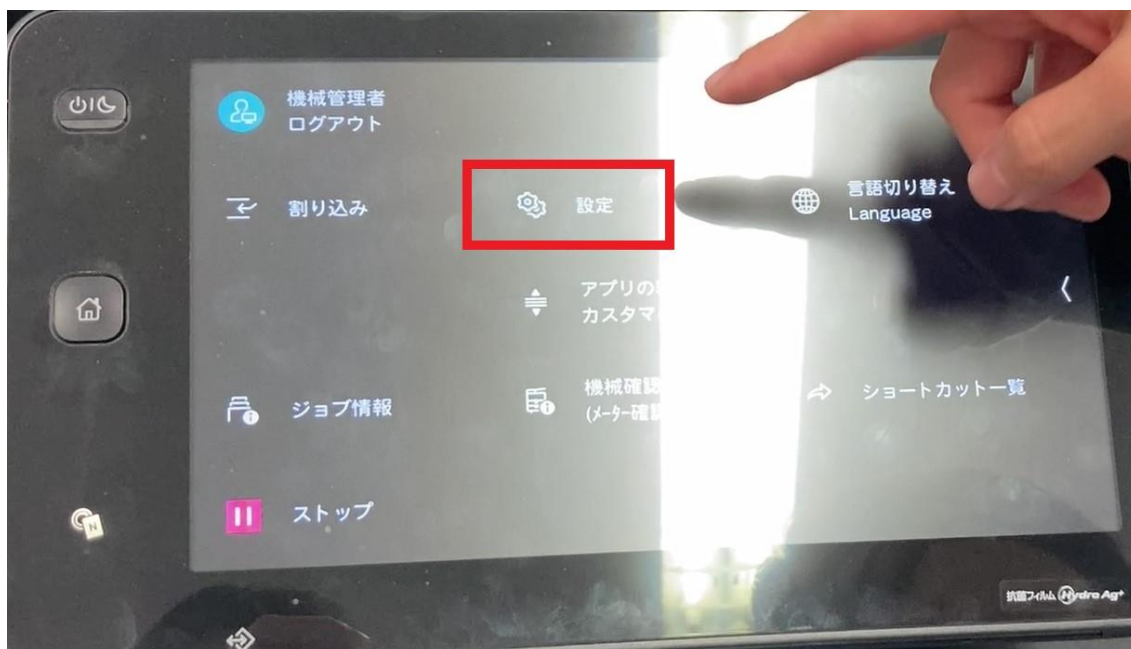 機械管理者
ログアウト
割り込み
設定
言語切り替え
Language
アプリの
カスタマ
ジョブ情報
機械確認
(メーター確認
ショートカット一覧
ストップ
N
抗菌フィルム Hydro Ag+